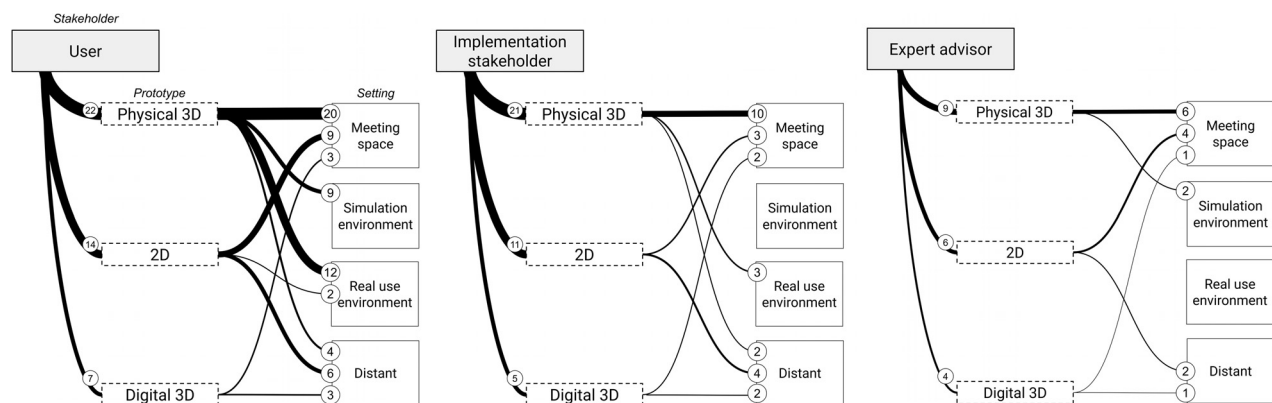 Stakeholder
User
Prototype
Setting
22
Physical 3D
20
9
Meeting
space
3
9
Simulation
environment
14
2D
12
Real use
2
environment
4
6
Distant
7
Digital 3D
3
Implementation
stakeholder
21
Physical 3D
10
3
Meeting
space
2
Simulation
environment
11
2D
3
Real use
environment
2
4
Distant
5
Digital 3D
2
Expert advisor
9
Physical 3D
6
4
Meeting
space
1
2
Simulation
environment
6
2D
Real use
environment
2
Distant
4
Digital 3D
1